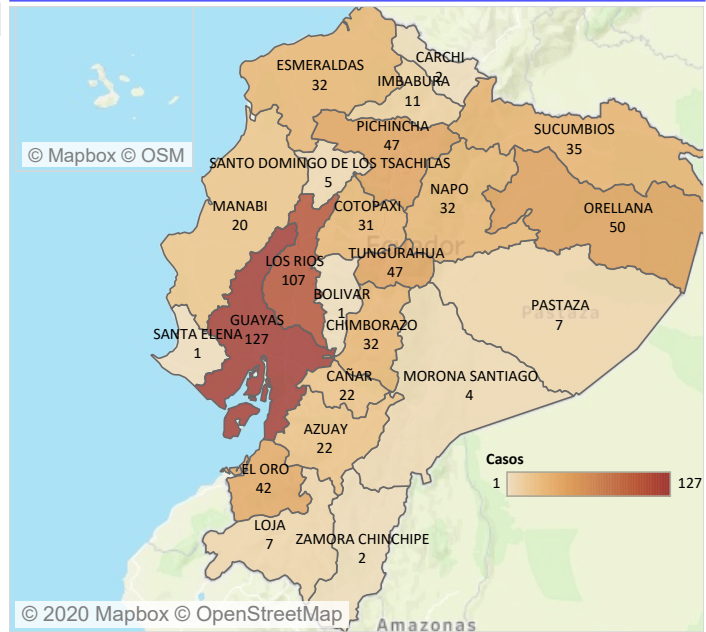 CARCHI
2
ESMERALDAS
32
IMBABURA
11
PICHINCHA
47
SUCUMBIOS
35
© Mapbox © OSM
SANTO DOMINGO DE LOS TSACHILAS
5
NAPO
32
MANABI
20
COTOPAXI
31
ORELLANA
50
Ecuador
TUNGURAHUA
47
LOS RIOS
107
BOLIVAR
1
PASTAZA
7
Pastaza
GUAYAS
127
SANTA ELENA
1
CHIMBORAZO
32
CAÑAR
22
MORONA SANTIAGO
4
AZUAY
22
Casos
1 127
EL ORO
42
LOJA
7
ZAMORA CHINCHIPE
2
© 2020 Mapbox © OpenStreetMap
Amazonas